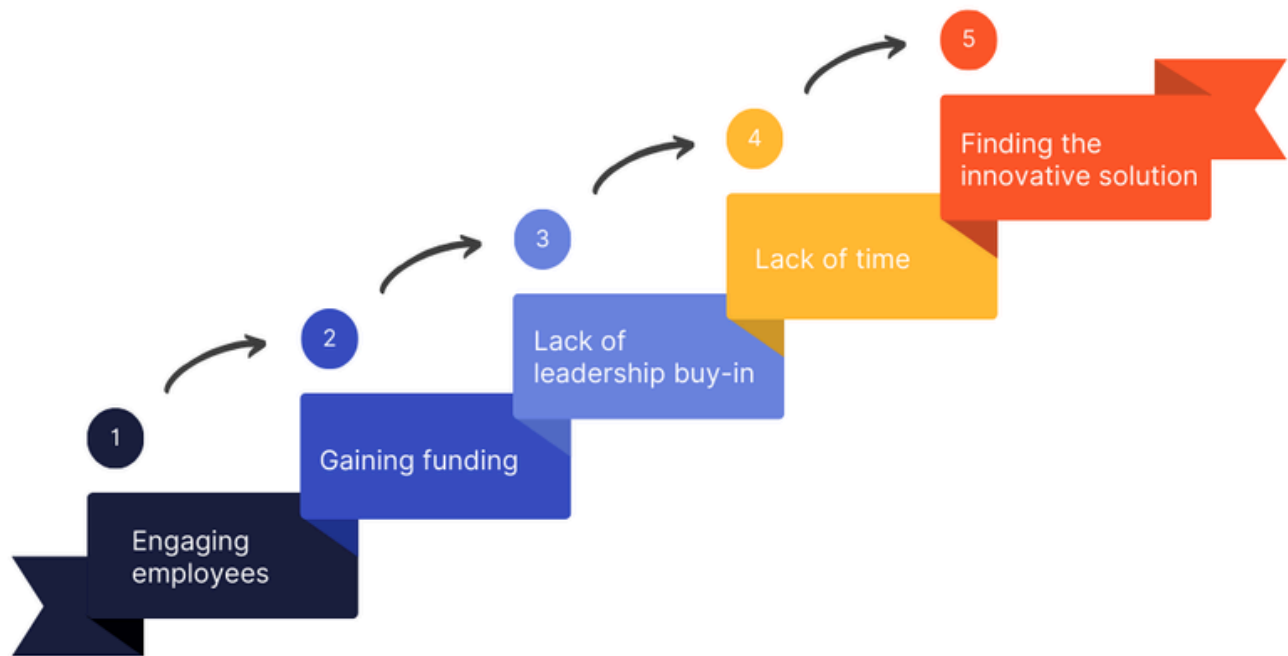 1
Engaging
employees
2
Gaining funding
3
Lack of
leadership buy-in
4
Lack of time
5
Finding the
innovative solution